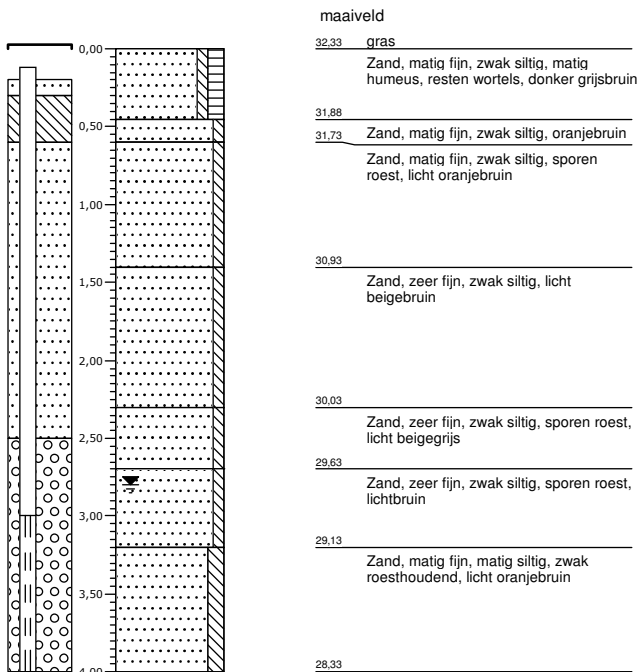 maaiveld
0,00
32,33 gras
Zand, matig fijn, zwak siltig, matig
humeus, resten wortels, donker grijsbruin
31,88
0,50
31,73 Zand, matig fijn, zwak siltig, oranjebruin
Zand, matig fijn, zwak siltig, sporen
roest, licht oranjebruin
1,00
30,93
1,50
Zand, zeer fijn, zwak siltig, licht
beigebruin
2,00
30,03
Zand, zeer fijn, zwak siltig, sporen roest,
licht beigegrijs
2,50
29,63
Zand, zeer fijn, zwak siltig, sporen roest,
lichtbruin
3,00
29,13
Zand, matig fijn, matig siltig, zwak
roesthoudend, licht oranjebruin
3,50
28,33
4,00